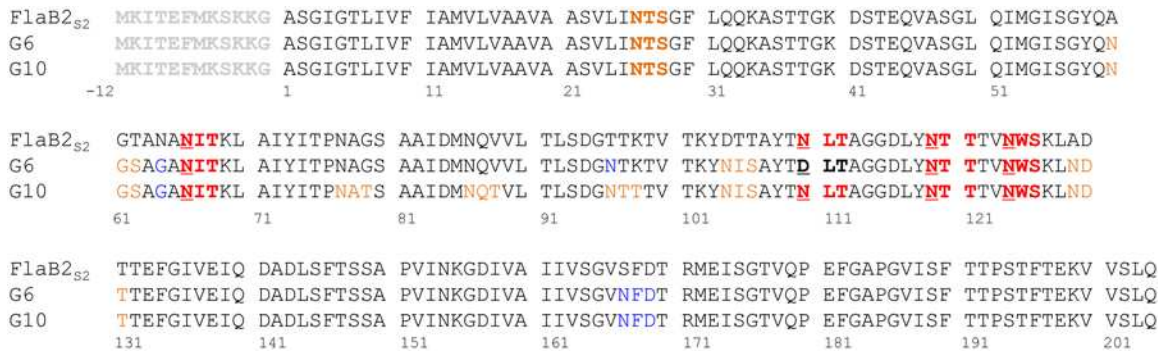 FlaB2S2 MKITEFMKSKKG ASGIGTLIVF IAMVLVAAVA ASVLINTSGF LQQKASTTGK DSTEQVASGL QIMGISGYQA
G6 MKITEFMKSKKG ASGIGTLIVF IAMVLVAAVA ASVLINTSGF LQQKASTTGK DSTEQVASGL QIMGISGYQN
G10 MKITEFMKSKKG ASGIGTLIVF IAMVLVAAVA ASVLINTSGF LQQKASTTGK DSTEQVASGL QIMGISGYQN
-12 1 11 21 31 41 51
FlaB2S2 GTANANITKL AIYITPNAGS AAIDMNQVVL TLSDGTTKTV TKYDTTAYTN LTAGGDLYNT TTVNWSKLAD
G6 GSAGANITKL AIYITPNAGS AAIDMNQVVL TLSDGNTKTV TKYNISAYTD LTAGGDLYNT TTVNWSKLND
G10 GSAGANITKL AIYITPNATS AAIDMNQTVL TLSDGNTTTV TKYNISAYTN LTAGGDLYNT TTVNWSKLND
61 71 81 91 101 111 121
FlaB2S2 TTEFGIVEIQ DADLSFTSSA PVINKGDIVA IIVSGVSFDT RMEISGTVQP EFGAPGVISF TTPSTFTEKV VSLQ
G6 TTEFGIVEIQ DADLSFTSSA PVINKGDIVA IIVSGVNFDT RMEISGTVQP EFGAPGVISF TTPSTFTEKV VSLQ
G10 TTEFGIVEIQ DADLSFTSSA PVINKGDIVA IIVSGVNFDT RMEISGTVQP EFGAPGVISF TTPSTFTEKV VSLQ
131 141 151 161 171 181 191 201